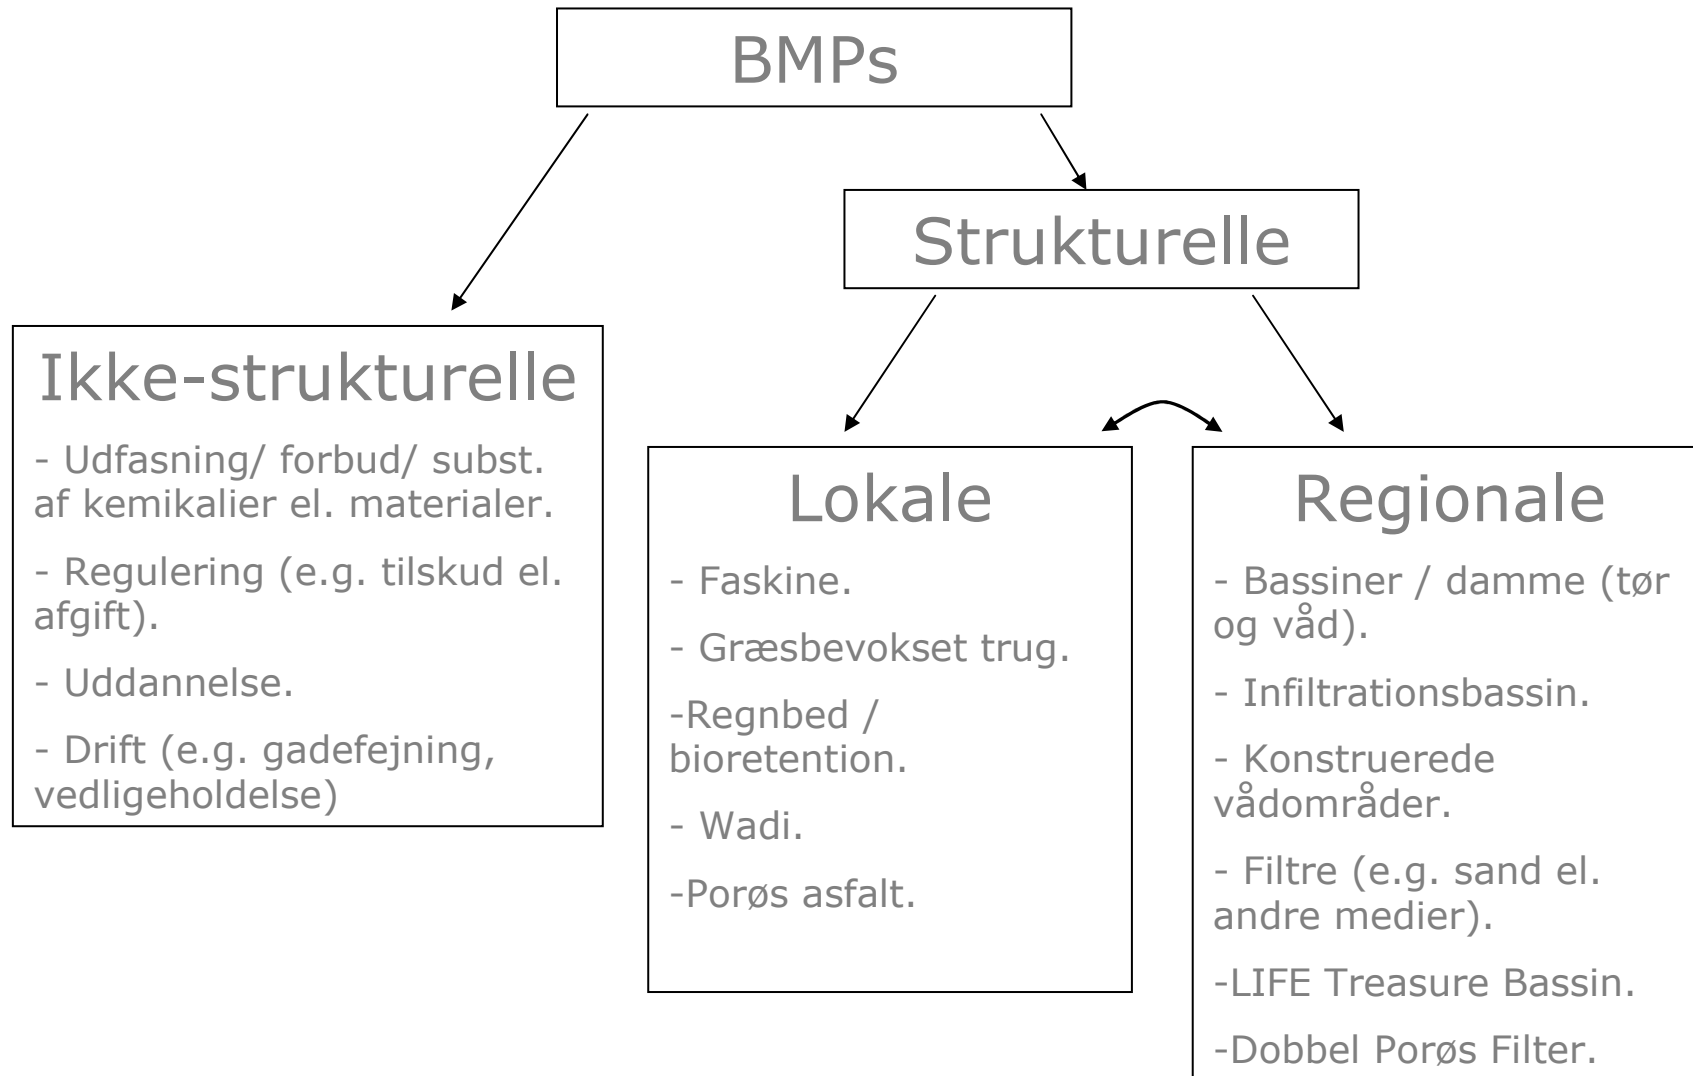 BMPs
Strukturelle
Ikke-strukturelle
- Udfasning/ forbud/ subst.
af kemikalier el. materialer.
- Regulering (e.g. tilskud el.
afgift).
- Uddannelse.
- Drift (e.g. gadefejning,
vedligeholdelse)
Lokale
- Faskine.
- Græsbevokset trug.
-Regnbed /
bioretention.
- Wadi.
-Porøs asfalt.
Regionale
- Bassiner / damme (tør
og våd).
- Infiltrationsbassin.
- Konstruerede
vådområder.
- Filtre (e.g. sand el.
andre medier).
-LIFE Treasure Bassin.
-Dobbel Porøs Filter.